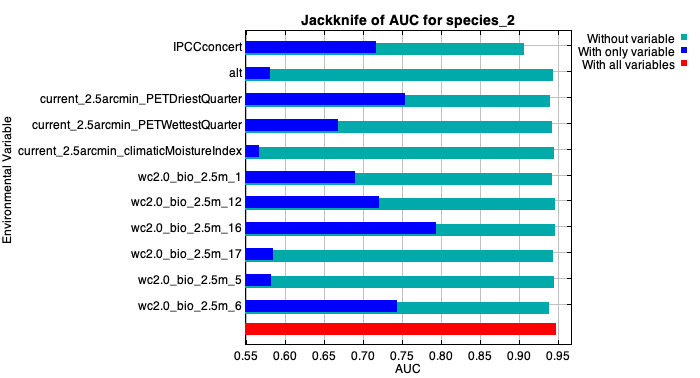 Jackknife of AUC for species_2
Without variable
With only variable
With all variables
Environmental Variable
IPCCconcert
alt
current_2.5arcmin_PETDriestQuarter
current_2.5arcmin_PETWettestQuarter
current_2.5arcmin_climaticMoistureIndex
wc2.0_bio_2.5m_1
wc2.0_bio_2.5m_12
wc2.0_bio_2.5m_16
wc2.0_bio_2.5m_17
wc2.0_bio_2.5m_5
wc2.0_bio_2.5m_6
0.55 0.60 0.65 0.70 0.75 0.80 0.85 0.90 0.95
AUC